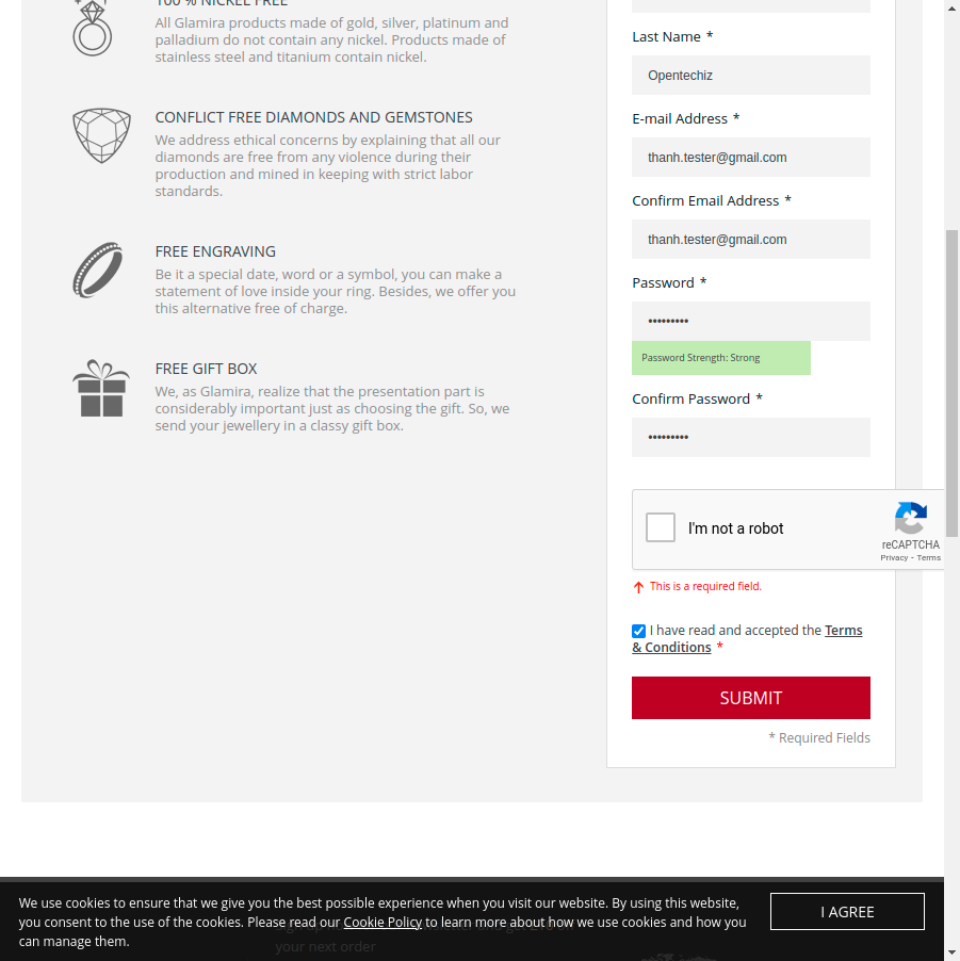 100 % NICKEL FREE
All Glamira products made of gold, silver, platinum and
palladium do not contain any nickel. Products made of
stainless steel and titanium contain nickel.
CONFLICT FREE DIAMONDS AND GEMSTONES
We address ethical concerns by explaining that all our
diamonds are free from any violence during their
production and mined in keeping with strict labor
standards.
FREE ENGRAVING
Be it a special date, word or a symbol, you can make a
statement of love inside your ring. Besides, we offer you
this alternative free of charge.
FREE GIFT BOX
We, as Glamira, realize that the presentation part is
considerably important just as choosing the gift. So, we
send your jewellery in a classy gift box.
Last Name *
Opentechiz
E-mail Address *
thanh.tester@gmail.com
Confirm Email Address *
thanh.tester@gmail.com
Password *
•••••••••
Password Strength: Strong
Confirm Password *
•••••••••
I'm not a robot
reCAPTCHA
Privacy - Terms
This is a required field.
I have read and accepted the Terms
& Conditions *
SUBMIT
* Required Fields
We use cookies to ensure that we give you the best possible experience when you visit our website. By using this website,
you consent to the use of the cookies. Please read our Cookie Policy to learn more about how we use cookies and how you
can manage them.
I AGREE
your next order